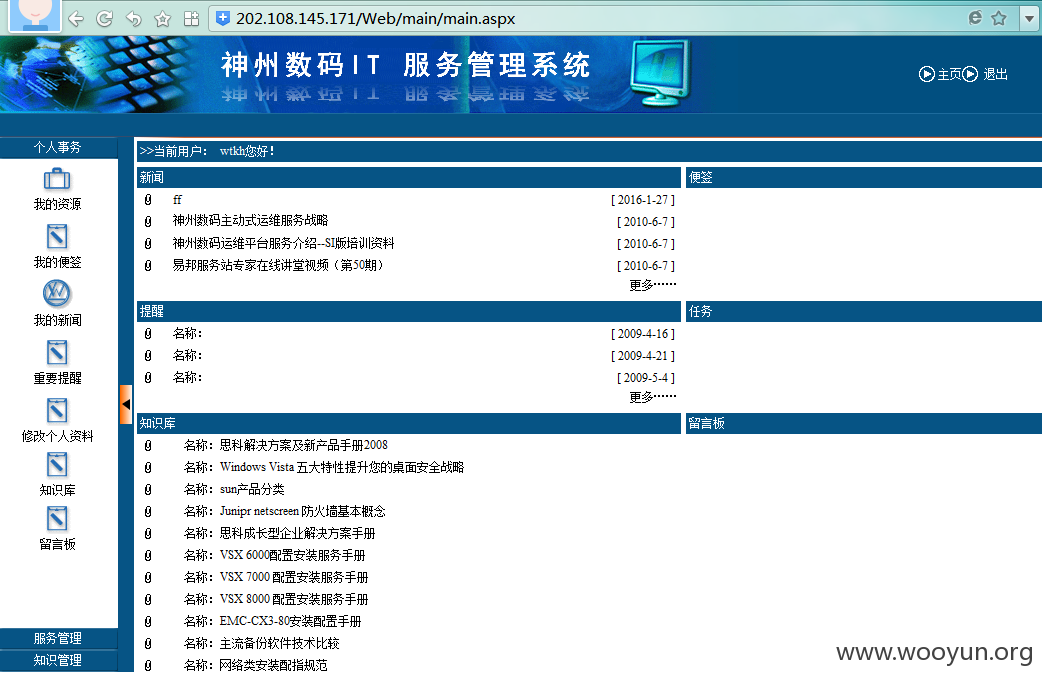 202.108.145.171/Web/main/main.aspx
神州数码IT 服务管理系统
主页 退出
个人事务
我的资源
我的便签
我的新闻
重要提醒
修改个人资料
知识库
留言板
服务管理
知识管理
>>当前用户： wtkh您好！
新闻
ff [ 2016-1-27 ]
神州数码主动式运维服务战略 [ 2010-6-7 ]
神州数码运维平台服务介绍--SI版培训资料 [ 2010-6-7 ]
易邦服务站专家在线讲堂视频（第50期） [ 2010-6-7 ]
更多……
便签
提醒
名称： [ 2009-4-16 ]
名称： [ 2009-4-21 ]
名称： [ 2009-5-4 ]
更多……
任务
知识库
名称：思科解决方案及新产品手册2008
名称：Windows Vista 五大特性提升您的桌面安全战略
名称：sun产品分类
名称：Junipr netscreen 防火墙基本概念
名称：思科成长型企业解决方案手册
名称：VSX 6000配置安装服务手册
名称：VSX 7000 配置安装服务手册
名称：VSX 8000 配置安装服务手册
名称：EMC-CX3-80安装配置手册
名称：主流备份软件技术比较
名称：网络类安装配指规范
留言板
www.wooyun.org